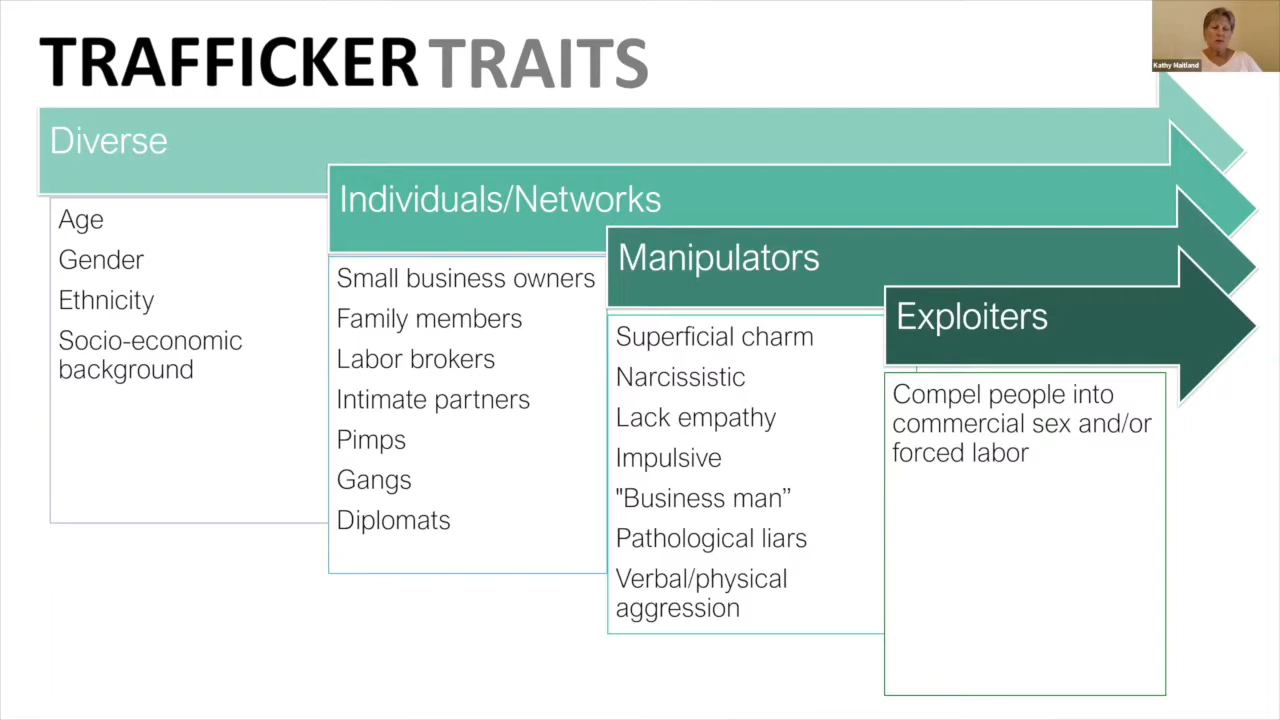 TRAFFICKER TRAITS
Kathy Maitland
Diverse
Age
Gender
Ethnicity
Socio-economic
background
Individuals/Networks
Small business owners
Family members
Labor brokers
Intimate partners
Pimps
Gangs
Diplomats
Manipulators
Superficial charm
Narcissistic
Lack empathy
Impulsive
"Business man”
Pathological liars
Verbal/physical
aggression
Exploiters
Compel people into
commercial sex and/or
forced labor